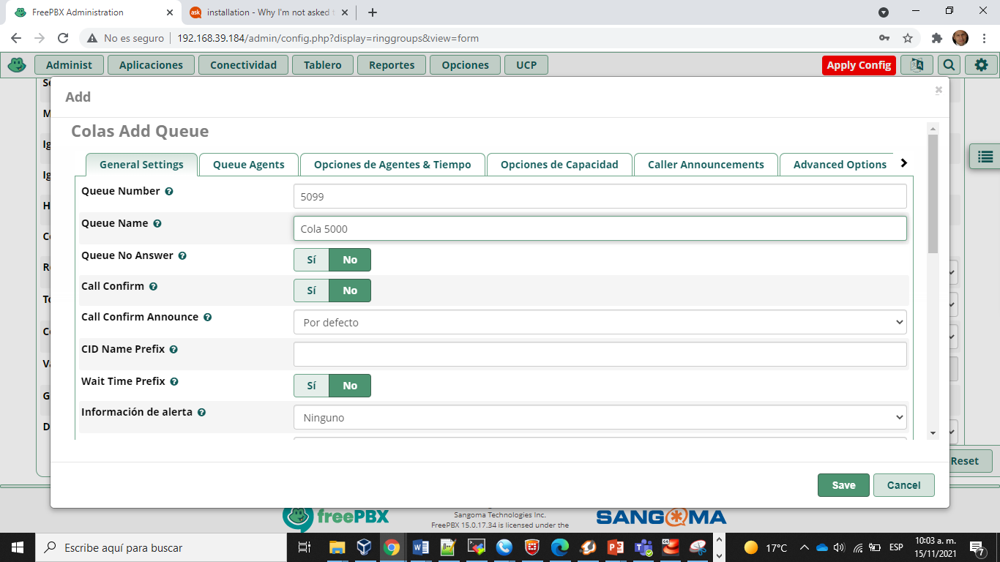 FreePBX Administration
installation - Why I'm not asked t
No es seguro
192.168.39.184/admin/config.php?display=ringgroups&view=form
Administ
Aplicaciones
Conectividad
Tablero
Reportes
Opciones
UCP
Apply Config
Add
Colas Add Queue
General Settings
Queue Agents
Opciones de Agentes & Tiempo
Opciones de Capacidad
Caller Announcements
Advanced Options
Queue Number
5099
Queue Name
Cola 5000
Queue No Answer
Sí No
Call Confirm
Sí No
Call Confirm Announce
Por defecto
CID Name Prefix
Wait Time Prefix
Sí No
Información de alerta
Ninguno
Reset
Save
Cancel
freePBX
Sangoma Technologies Inc.
FreePBX 15.0.17.34 is licensed under the
SANGOMA
Escribe aquí para buscar
17°C
ESP
10:03 a. m.
15/11/2021
7